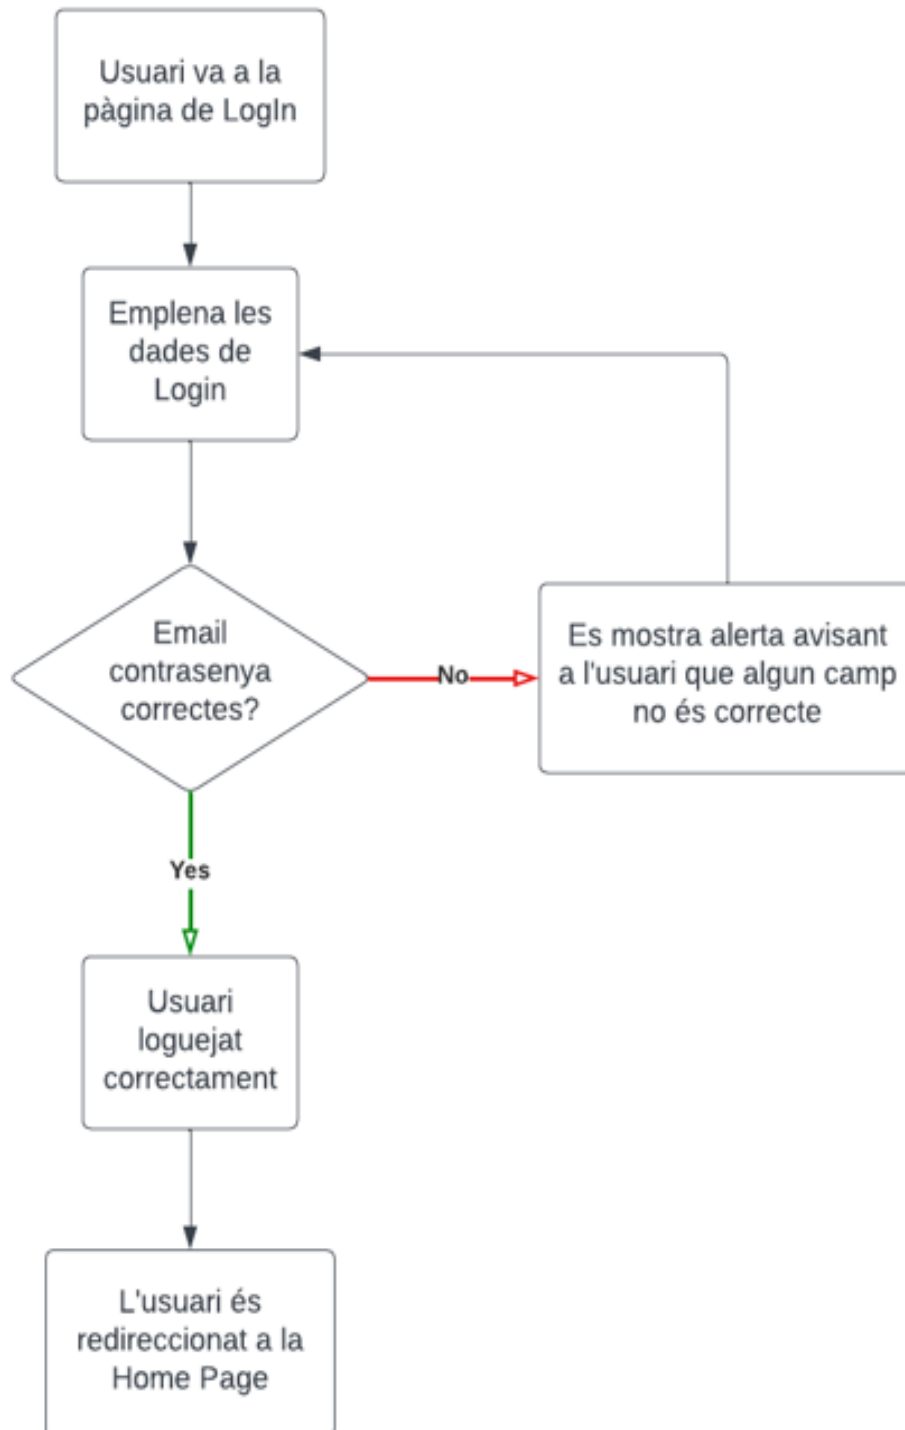 Usuari va a la
pàgina de LogIn
Emplena les
dades de
Login
Email
contrasenya
correctes?
No
Es mostra alerta avisant
a l'usuari que algun camp
no és correcte
Yes
Usuari
loguejat
correctament
L'usuari és
redireccionat a la
Home Page